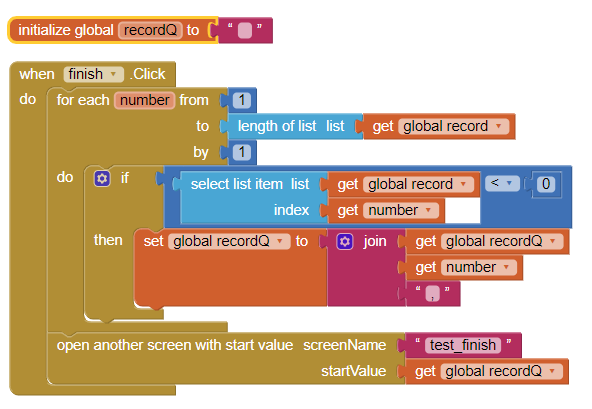 initialize global recordQ to " "
when finish .Click
do for each number from 1
to length of list list get global record
by 1
do if select list item list get global record < 0
index get number
then set global recordQ to join get global recordQ
get number
" , "
open another screen with start value screenName " test_finish "
startValue get global recordQ